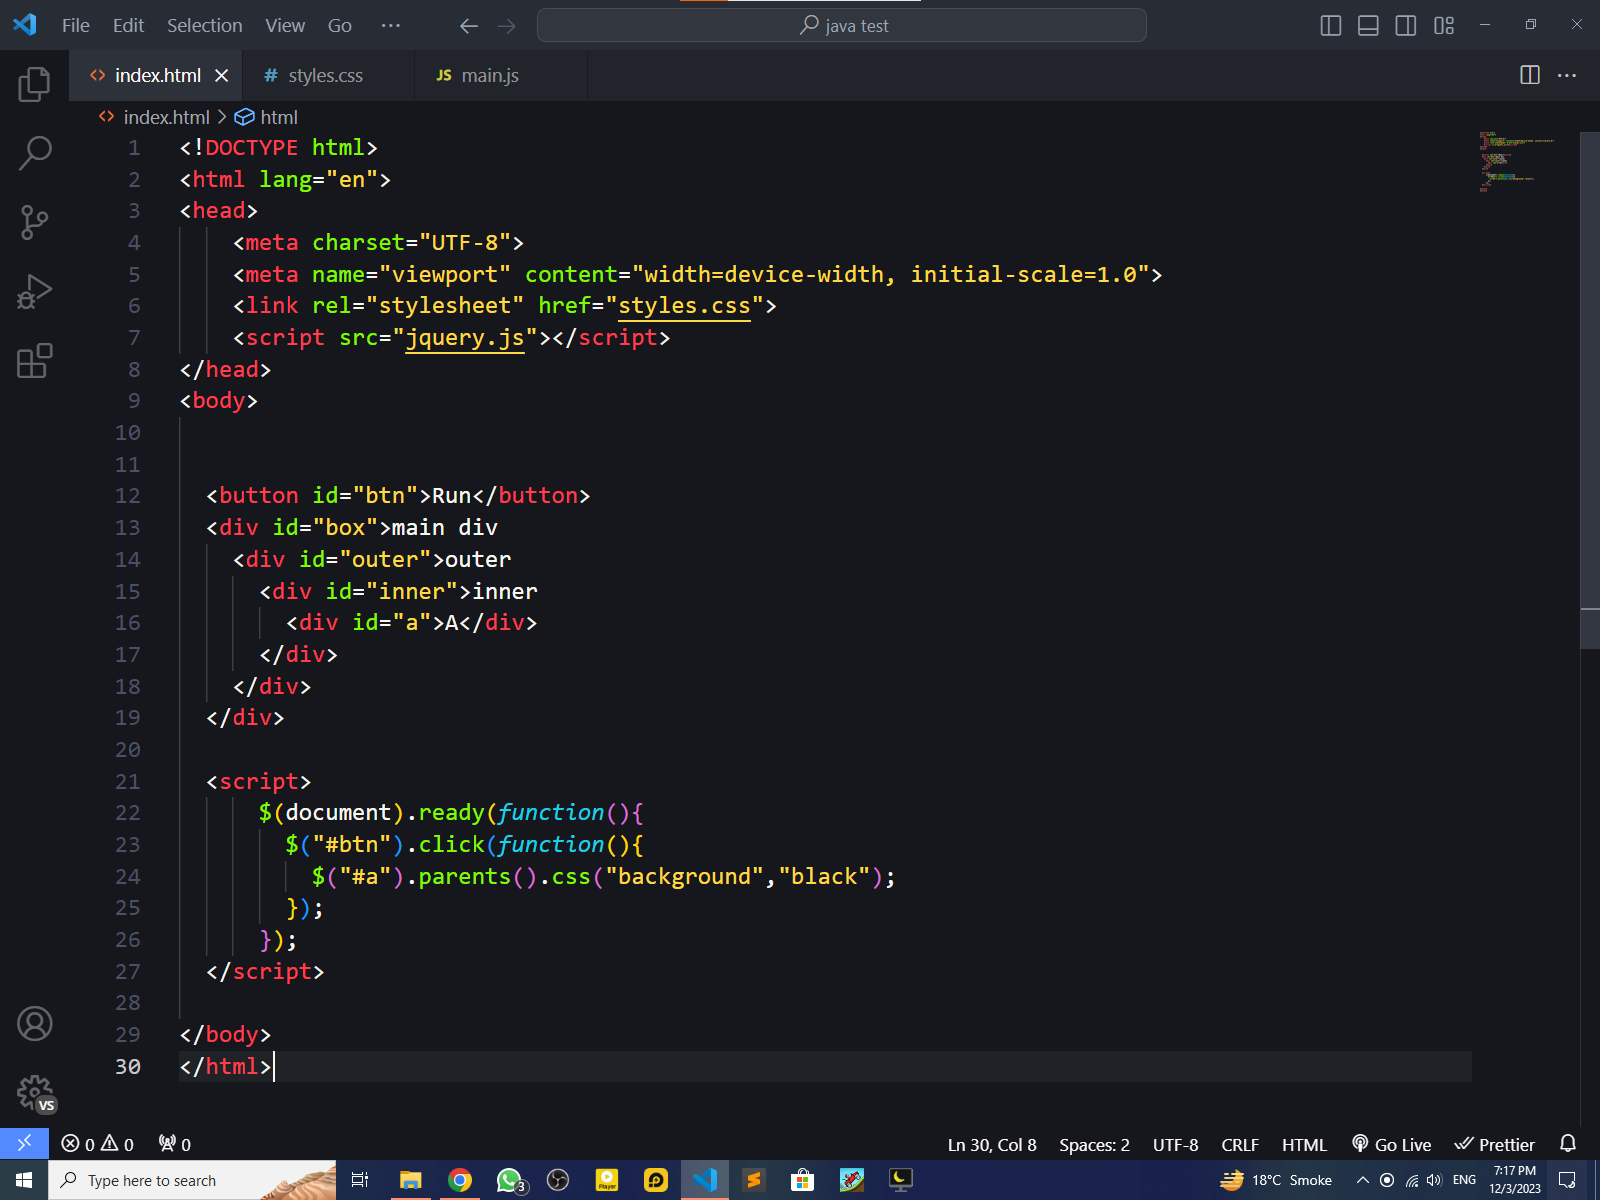 File Edit Selection View Go ··· java test
index.html # styles.css JS main.js
index.html > html
1 <!DOCTYPE html>
2 <html lang="en">
3 <head>
4 <meta charset="UTF-8">
5 <meta name="viewport" content="width=device-width, initial-scale=1.0">
6 <link rel="stylesheet" href="styles.css">
7 <script src="jquery.js"></script>
8 </head>
9 <body>
10
11
12 <button id="btn">Run</button>
13 <div id="box">main div
14 <div id="outer">outer
15 <div id="inner">inner
16 <div id="a">A</div>
17 </div>
18 </div>
19 </div>
20
21 <script>
22 $(document).ready(function(){
23 $("#btn").click(function(){
24 $("#a").parents().css("background","black");
25 });
26 });
27 </script>
28
29 </body>
30 </html>
VS
0 0 0 Ln 30, Col 8 Spaces: 2 UTF-8 CRLF HTML Go Live Prettier
Type here to search 3 Player 18°C Smoke ENG 7:17 PM
12/3/2023